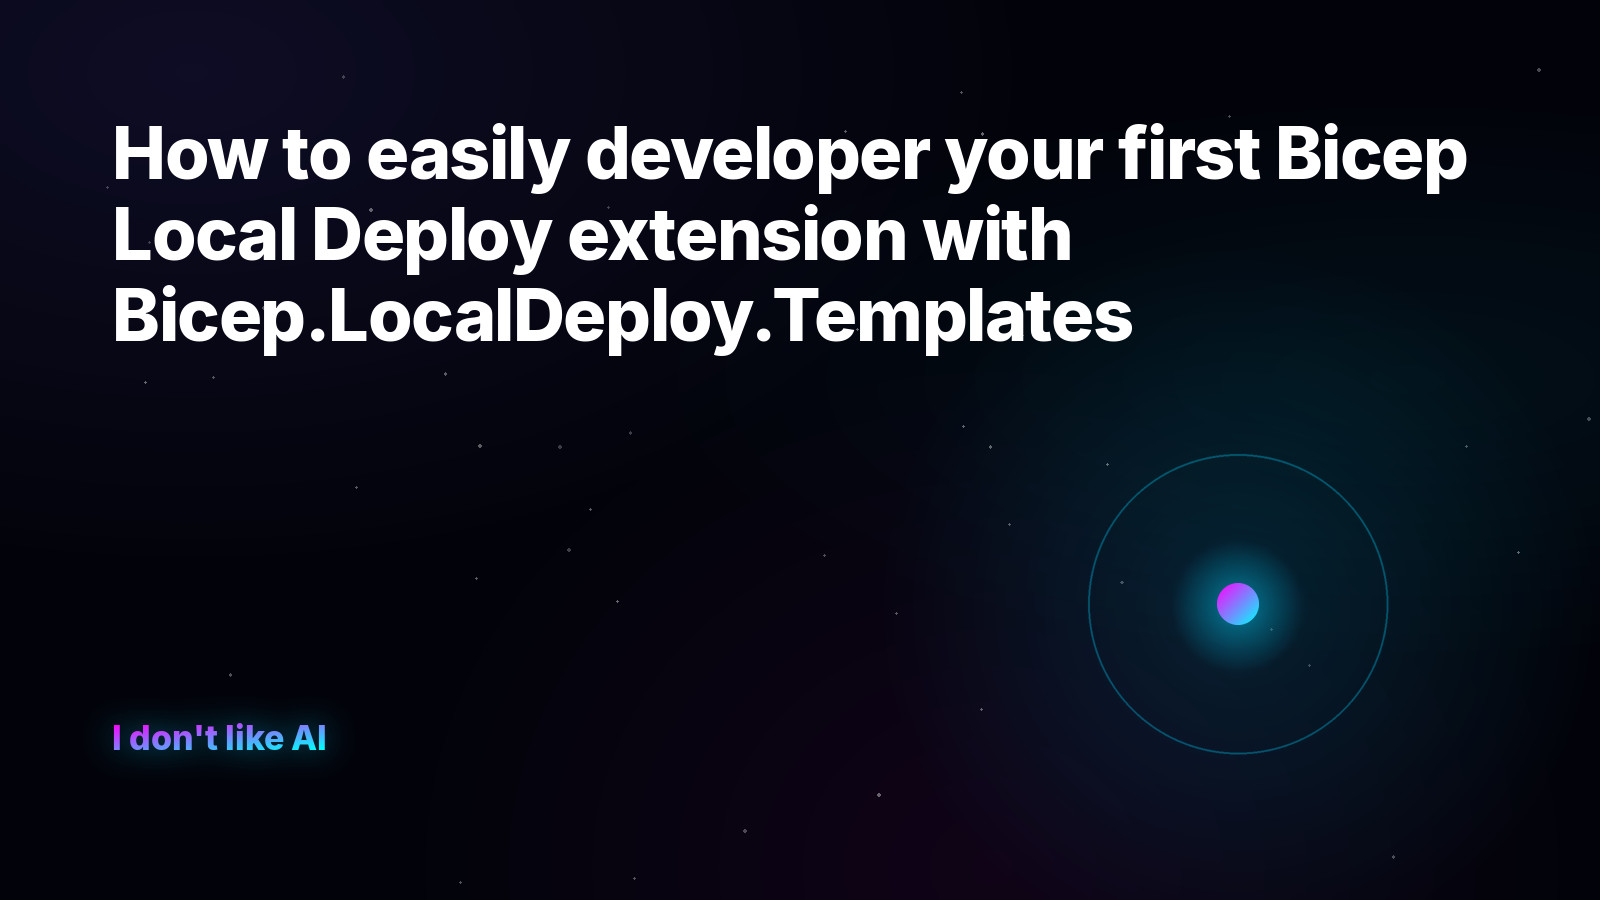 How to easily developer your first Bicep
Local Deploy extension with
Bicep.LocalDeploy.Templates
I don't like AI